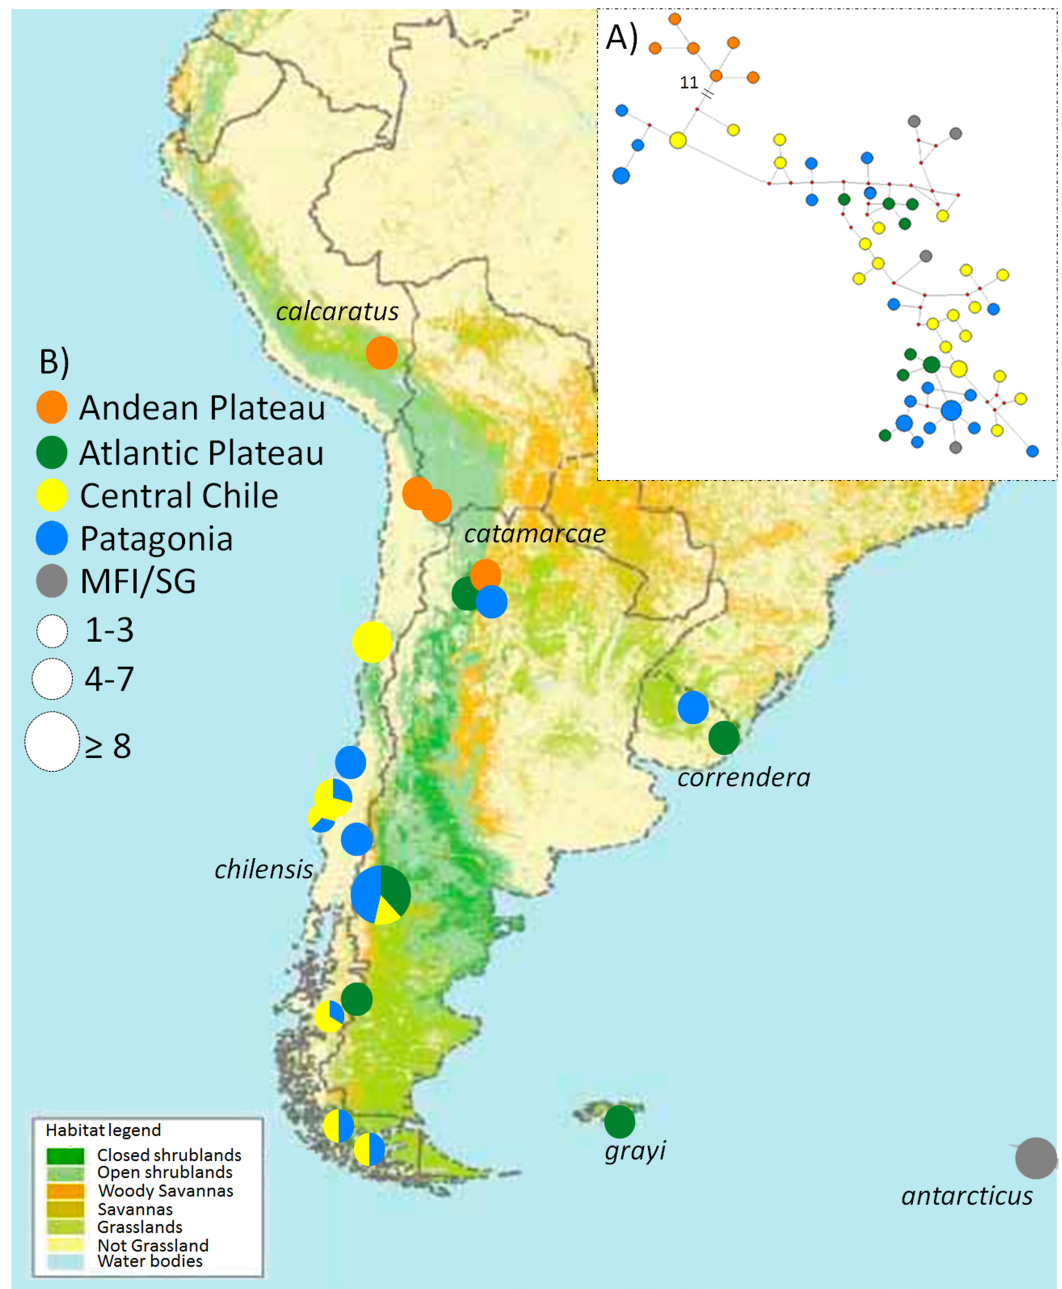 A)
11
calcaratus
B)
Andean Plateau
Atlantic Plateau
Central Chile
Patagonia
MFI/SG
1-3
4-7
≥ 8
catamarcae
correndera
chilensis
grayi
antarcticus
Habitat legend
Closed shrublands
Open shrublands
Woody Savannas
Savannas
Grasslands
Not Grassland
Water bodies